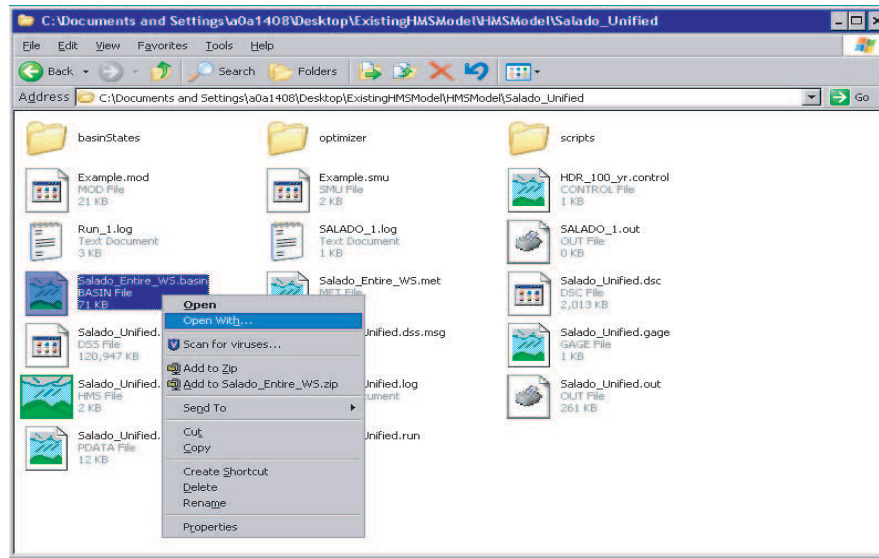 C:\Documents and Settings\a0a1408\Desktop\ExistingHMSModel\HMSModel\Salado_Unified
File Edit View Favorites Tools Help
Back Search Folders
Address C:\Documents and Settings\a0a1408\Desktop\ExistingHMSModel\HMSModel\Salado_Unified Go
basinStates optimizer scripts
Example.mod Example.smu HDR_100_yr.control
MOD File SMU File CONTROL File
21 KB 2 KB 1 KB
Run_1.log SALADO_1.log SALADO_1.out
Text Document Text Document OUT File
3 KB 1 KB 0 KB
Salado_Entire_WS.basin Salado_Entire_WS.met Salado_Unified.dsc
BASIN File MET File DSC File
71 KB 2,013 KB
Open
Open With...
Salado_Unified. Unified.dss.msg Salado_Unified.gage
DSS File GAGE File
120,947 KB 1 KB
Scan for viruses...
Add to Zip
Add to Salado_Entire_WS.zip
Salado_Unified. Unified.log Salado_Unified.out
HMS File ument OUT File
2 KB 261 KB
Send To
Salado_Unified. Unified.run
PDATA File
12 KB
Cut
Copy
Create Shortcut
Delete
Rename
Properties